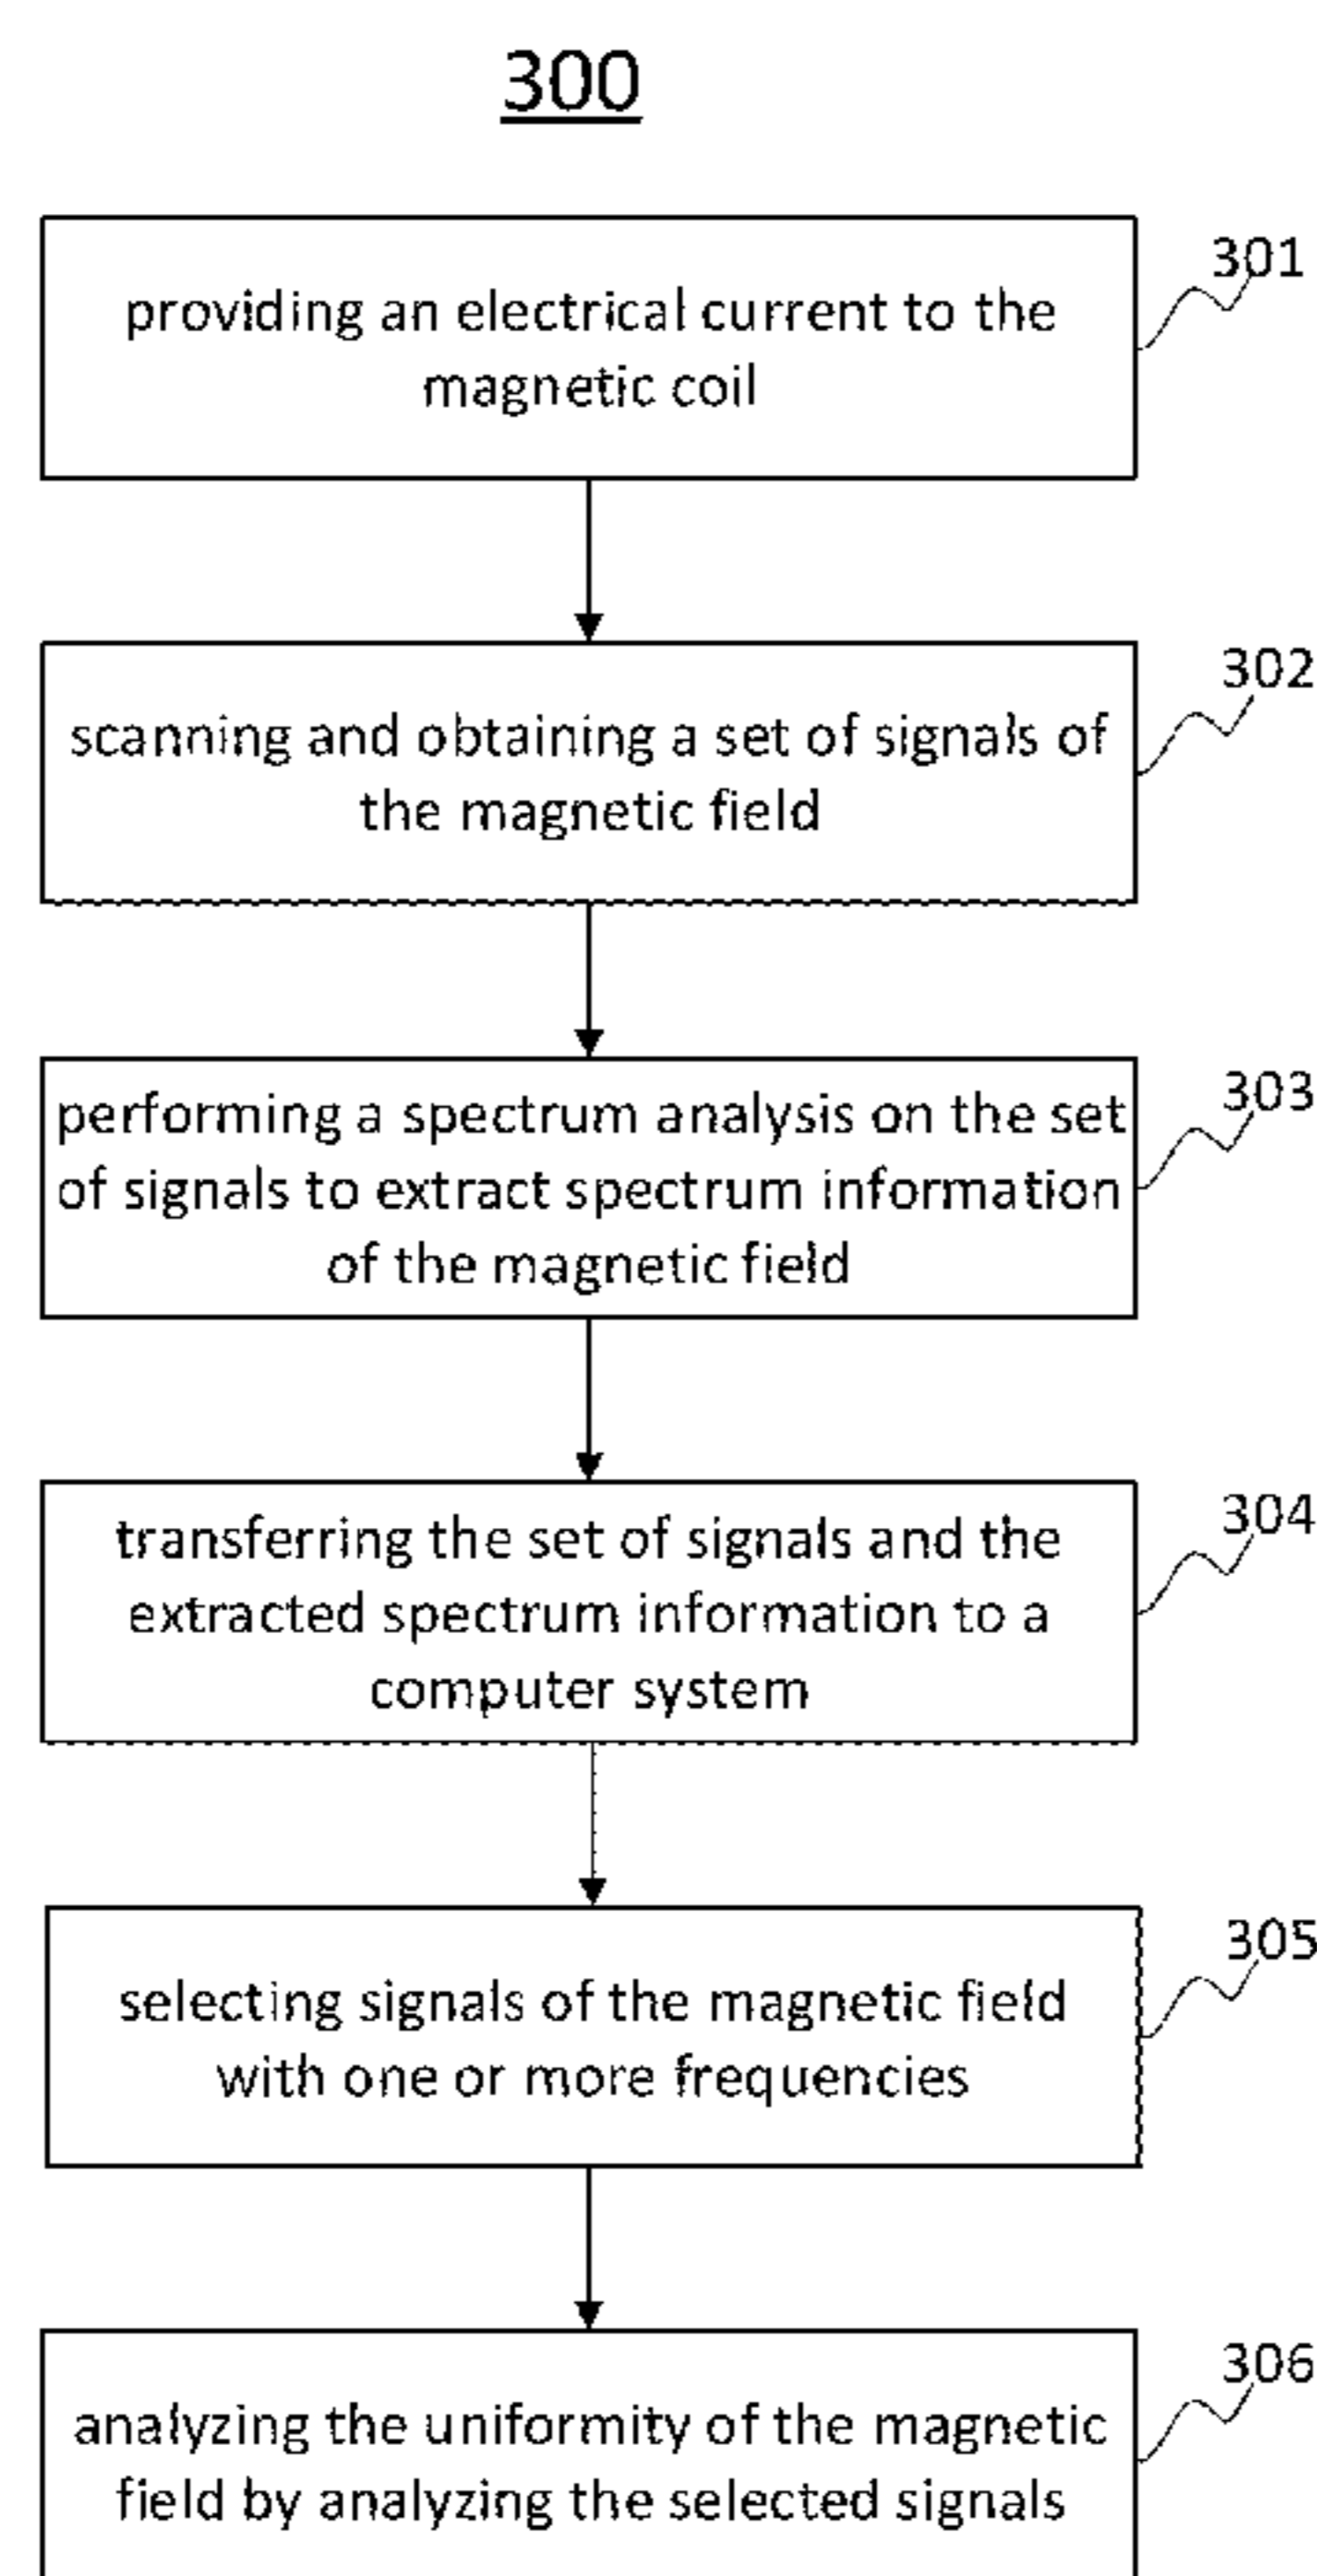 300
301
providing an electrical current to the
magnetic coil
302
scanning and obtaining a set of signals of
the magnetic field
303
performing a spectrum analysis on the set
of signals to extract spectrum information
of the magnetic field
304
transferring the set of signals and the
extracted spectrum information to a
computer system
305
selecting signals of the magnetic field
with one or more frequencies
306
analyzing the uniformity of the magnetic
field by analyzing the selected signals